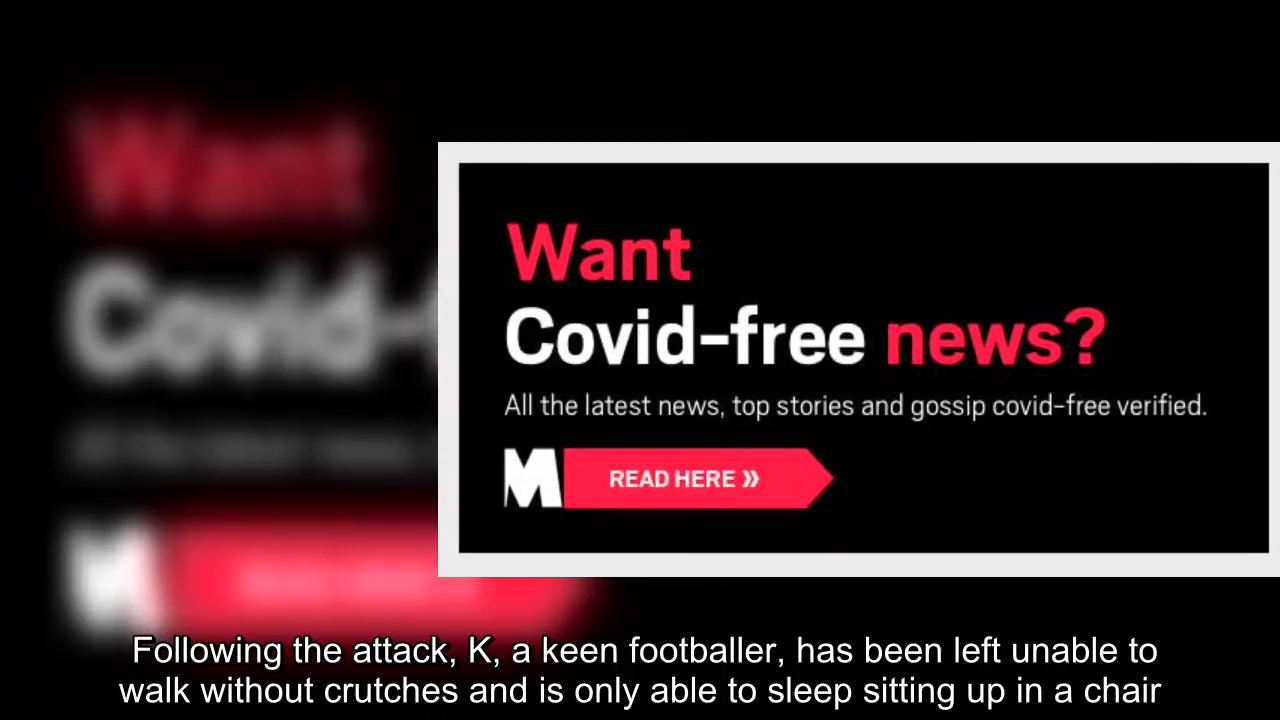 Want
Covid-free news?
All the latest news, top stories and gossip covid-free verified.
M READ HERE »
Following the attack, K, a keen footballer, has been left unable to
walk without crutches and is only able to sleep sitting up in a chair